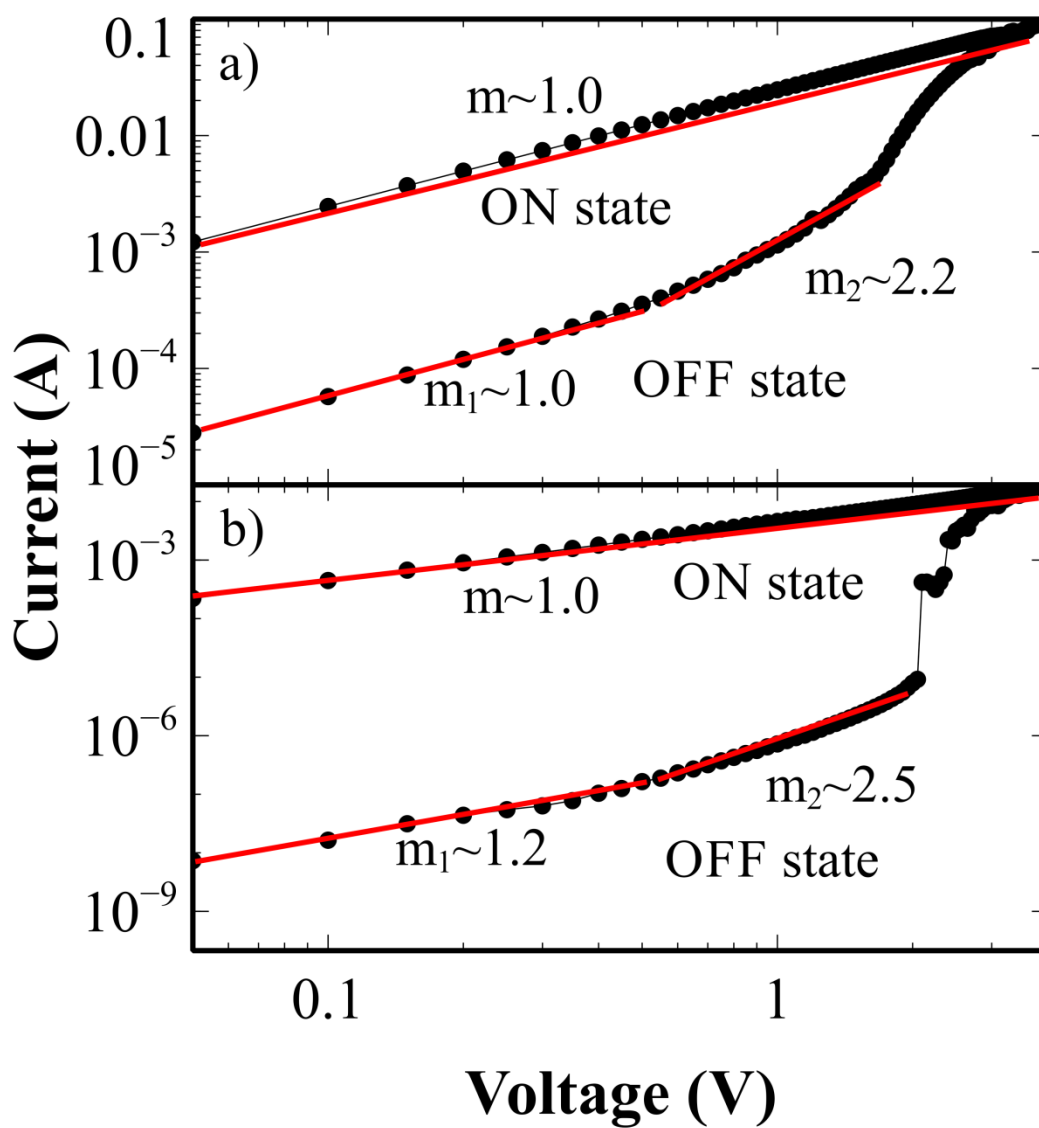 a)
0.1
m~1.0
0.01
ON state
10⁻³
m₂~2.2
10⁻⁴
OFF state
m₁~1.0
10⁻⁵
Current (A)
b)
10⁻³
ON state
m~1.0
10⁻⁶
m₂~2.5
m₁~1.2
OFF state
10⁻⁹
0.1
1
Voltage (V)